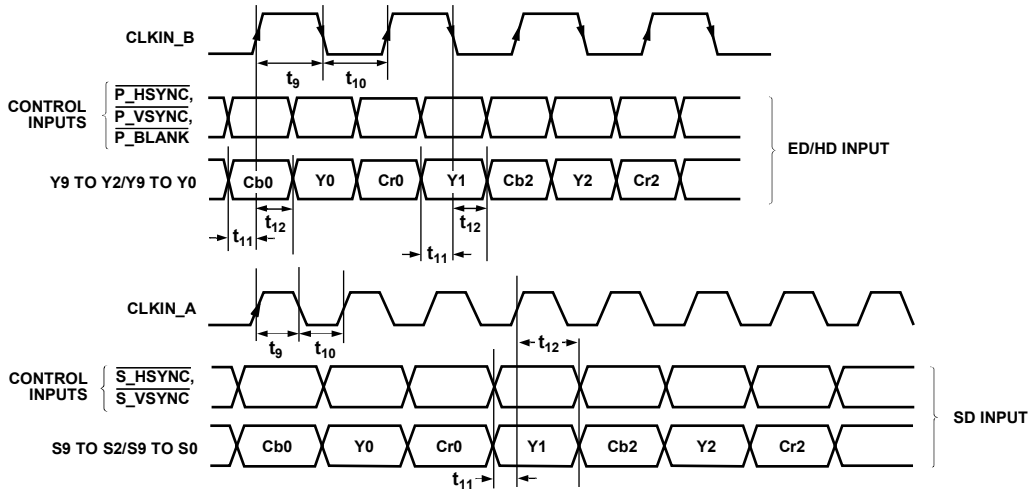 CLKIN_B
t9
t10
CONTROL
INPUTS
P_HSYNC,
P_VSYNC,
P_BLANK
ED/HD INPUT
Y9 TO Y2/Y9 TO Y0
Cb0
Y0
Cr0
Y1
Cb2
Y2
Cr2
t12
t12
t11
t11
CLKIN_A
t9
t10
t12
CONTROL
INPUTS
S_HSYNC,
S_VSYNC
SD INPUT
S9 TO S2/S9 TO S0
Cb0
Y0
Cr0
Y1
Cb2
Y2
Cr2
t11